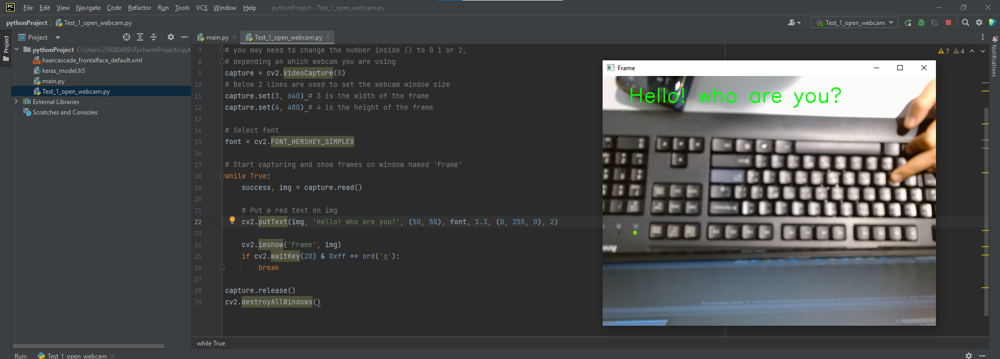 PC File Edit View Navigate Code Refactor Run Tools VCS Window Help pythonProject - Test_1_open_webcam.py
pythonProject Test_1_open_webcam.py
Test_1_open_webcam
Project
Project
main.py Test_1_open_webcam.py
pythonProject C:\Users\210080499\PycharmProjects\pyt
haarcascade_frontalface_default.xml
keras_model.h5
main.py
Test_1_open_webcam.py
External Libraries
Scratches and Consoles
7 # you may need to change the number inside () to 0 1 or 2,
8 # depending on which webcam you are using
9 capture = cv2.VideoCapture(0)
10 # Below 2 lines are used to set the webcam window size
11 capture.set(3, 640) # 3 is the width of the frame
12 capture.set(4, 480) # 4 is the height of the frame
13
14 # Select font
15 font = cv2.FONT_HERSHEY_SIMPLEX
16
17 # Start capturing and show frames on window named 'Frame'
18 while True:
19 success, img = capture.read()
20
21 # Put a red text on img
22 cv2.putText(img, 'Hello! who are you?', (50, 50), font, 1.3, (0, 255, 0), 2)
23
24 cv2.imshow('Frame', img)
25 if cv2.waitKey(20) & 0xff == ord('q'):
26 break
27
28 capture.release()
29 cv2.destroyAllWindows()
7 4
Frame
Hello! who are you?
Notifications
while True
Run: Test_1_open_webcam